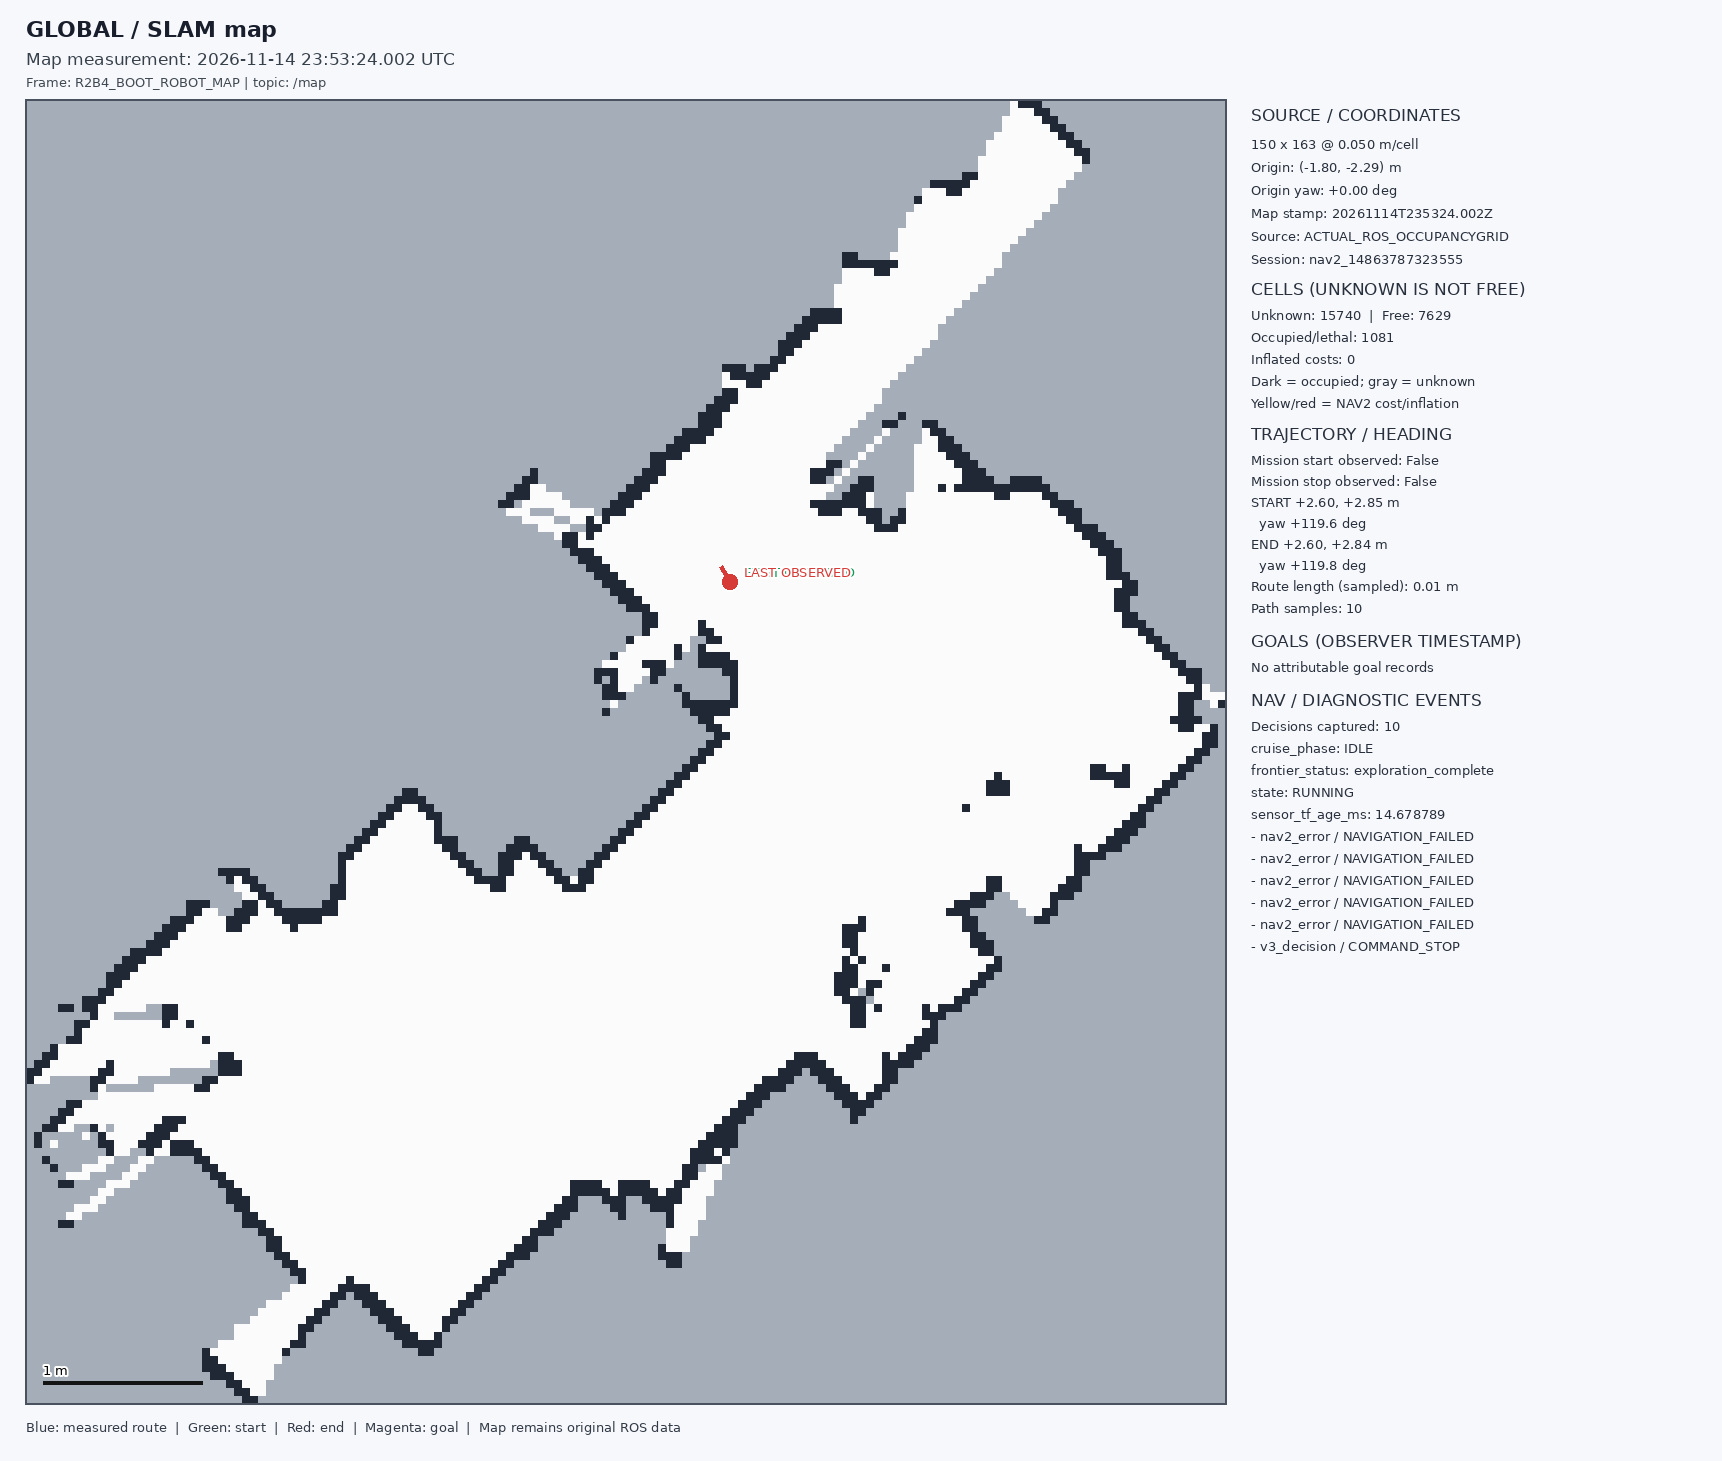 GLOBAL / SLAM map
Map measurement: 2026-11-14 23:53:24.002 UTC
Frame: R2B4_BOOT_ROBOT_MAP | topic: /map
LAST OBSERVED
1 m
Blue: measured route | Green: start | Red: end | Magenta: goal | Map remains original ROS data
SOURCE / COORDINATES
150 x 163 @ 0.050 m/cell
Origin: (-1.80, -2.29) m
Origin yaw: +0.00 deg
Map stamp: 20261114T235324.002Z
Source: ACTUAL_ROS_OCCUPANCYGRID
Session: nav2_14863787323555
CELLS (UNKNOWN IS NOT FREE)
Unknown: 15740 | Free: 7629
Occupied/lethal: 1081
Inflated costs: 0
Dark = occupied; gray = unknown
Yellow/red = NAV2 cost/inflation
TRAJECTORY / HEADING
Mission start observed: False
Mission stop observed: False
START +2.60, +2.85 m
yaw +119.6 deg
END +2.60, +2.84 m
yaw +119.8 deg
Route length (sampled): 0.01 m
Path samples: 10
GOALS (OBSERVER TIMESTAMP)
No attributable goal records
NAV / DIAGNOSTIC EVENTS
Decisions captured: 10
cruise_phase: IDLE
frontier_status: exploration_complete
state: RUNNING
sensor_tf_age_ms: 14.678789
- nav2_error / NAVIGATION_FAILED
- nav2_error / NAVIGATION_FAILED
- nav2_error / NAVIGATION_FAILED
- nav2_error / NAVIGATION_FAILED
- nav2_error / NAVIGATION_FAILED
- v3_decision / COMMAND_STOP